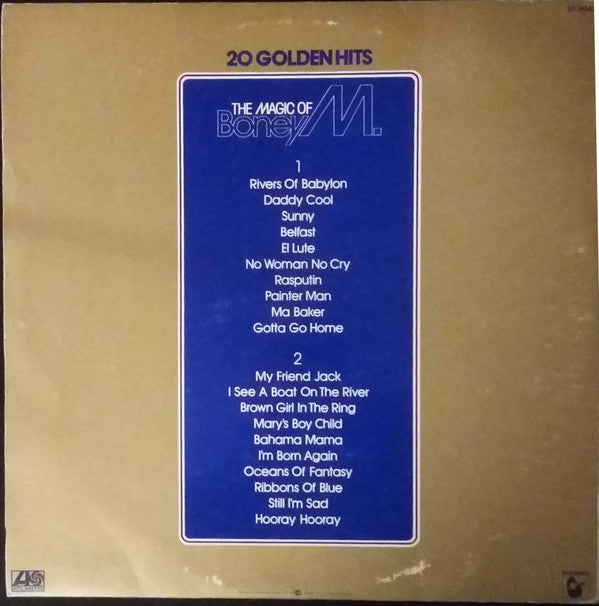 20 GOLDEN HITS
THE MAGIC OF
Boney M.
1
Rivers Of Babylon
Daddy Cool
Sunny
Belfast
El Lute
No Woman No Cry
Rasputin
Painter Man
Ma Baker
Gotta Go Home
2
My Friend Jack
I See A Boat On The River
Brown Girl In The Ring
Mary's Boy Child
Bahama Mama
I'm Born Again
Oceans Of Fantasy
Ribbons Of Blue
Still I'm Sad
Hooray Hooray
ATLANTIC